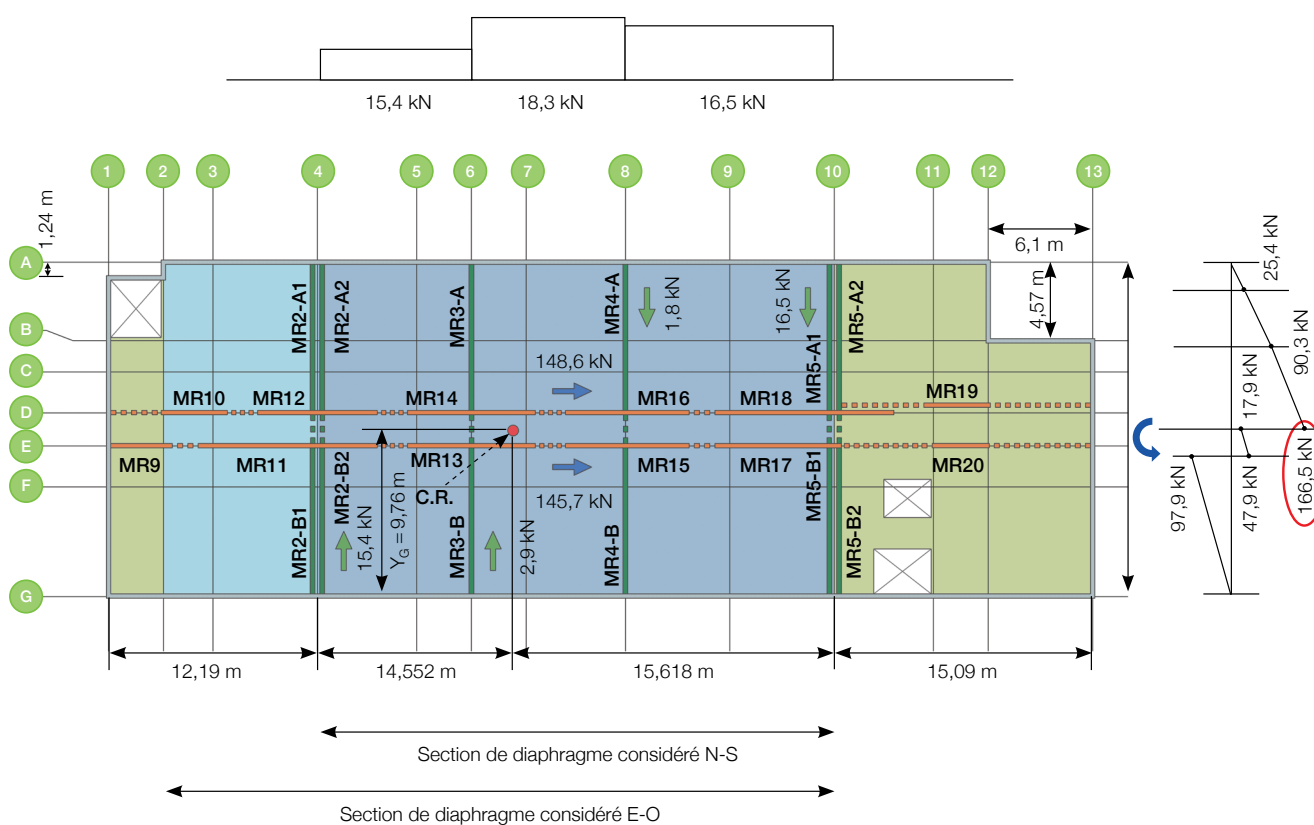 15,4 kN
18,3 kN
16,5 kN
1
2
3
4
5
6
7
8
9
10
11
12
13
1,24 m
A
B
C
D
E
F
G
6,1 m
4,57 m
MR2-A1
MR2-A2
MR3-A
MR4-A
1,8 kN
16,5 kN
MR5-A1
MR5-A2
148,6 kN
MR10
MR12
MR14
MR16
MR18
MR19
MR9
MR11
MR13
MR15
MR17
MR20
C.R.
145,7 kN
MR2-B1
MR2-B2
15,4 kN
Y_G = 9,76 m
MR3-B
2,9 kN
MR4-B
MR5-B1
MR5-B2
25,4 kN
90,3 kN
17,9 kN
166,5 kN
47,9 kN
97,9 kN
12,19 m
14,552 m
15,618 m
15,09 m
Section de diaphragme considéré N-S
Section de diaphragme considéré E-O